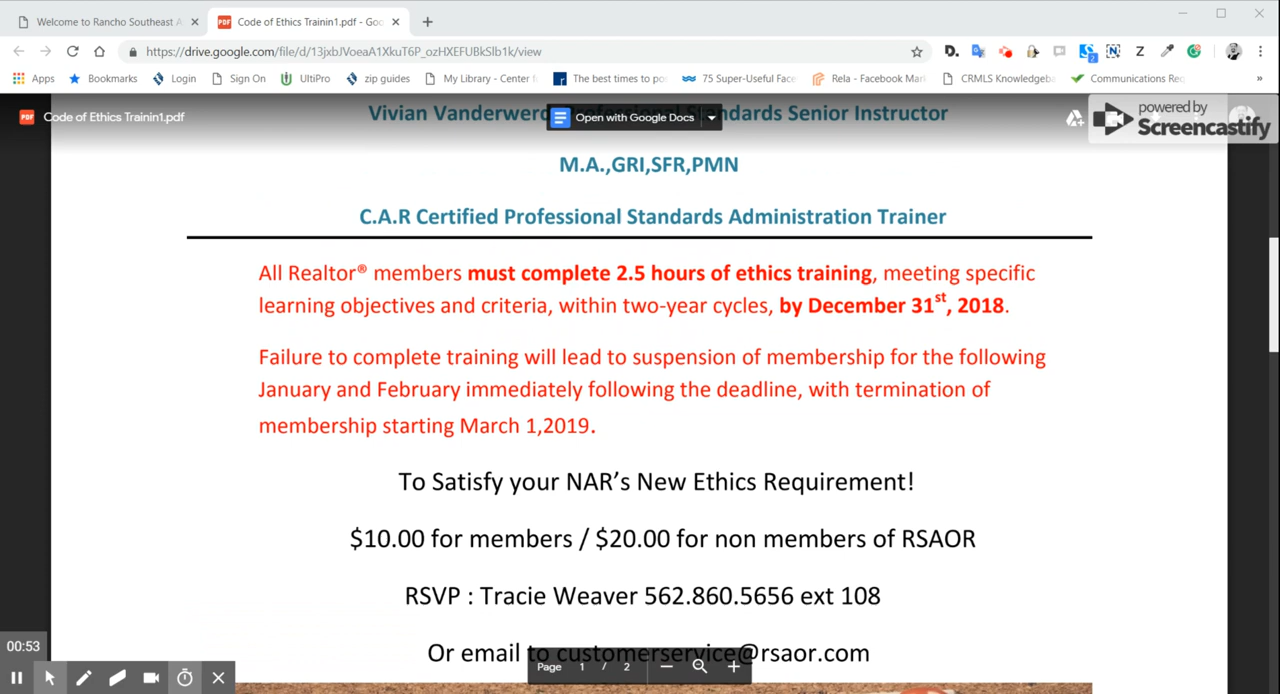 Welcome to Rancho Southeast A
Code of Ethics Trainin1.pdf - Goo
https://drive.google.com/file/d/13jxbJVoeaA1XkuT6P_ozHXEFUBkSlb1k/view
Apps Bookmarks Login Sign On UltiPro zip guides My Library - Center f The best times to po 75 Super-Useful Face Rela - Facebook Mark CRMLS Knowledgeba Communications Req »
PDF Code of Ethics Trainin1.pdf
Open with Google Docs
powered by
Screencastify
Vivian Vanderwerd Professional Standards Senior Instructor
M.A.,GRI,SFR,PMN
C.A.R Certified Professional Standards Administration Trainer
All Realtor® members must complete 2.5 hours of ethics training, meeting specific
learning objectives and criteria, within two-year cycles, by December 31st, 2018.
Failure to complete training will lead to suspension of membership for the following
January and February immediately following the deadline, with termination of
membership starting March 1,2019.
To Satisfy your NAR’s New Ethics Requirement!
$10.00 for members / $20.00 for non members of RSAOR
RSVP : Tracie Weaver 562.860.5656 ext 108
Or email to customerservice@rsaor.com
Page 1 / 2
00:53